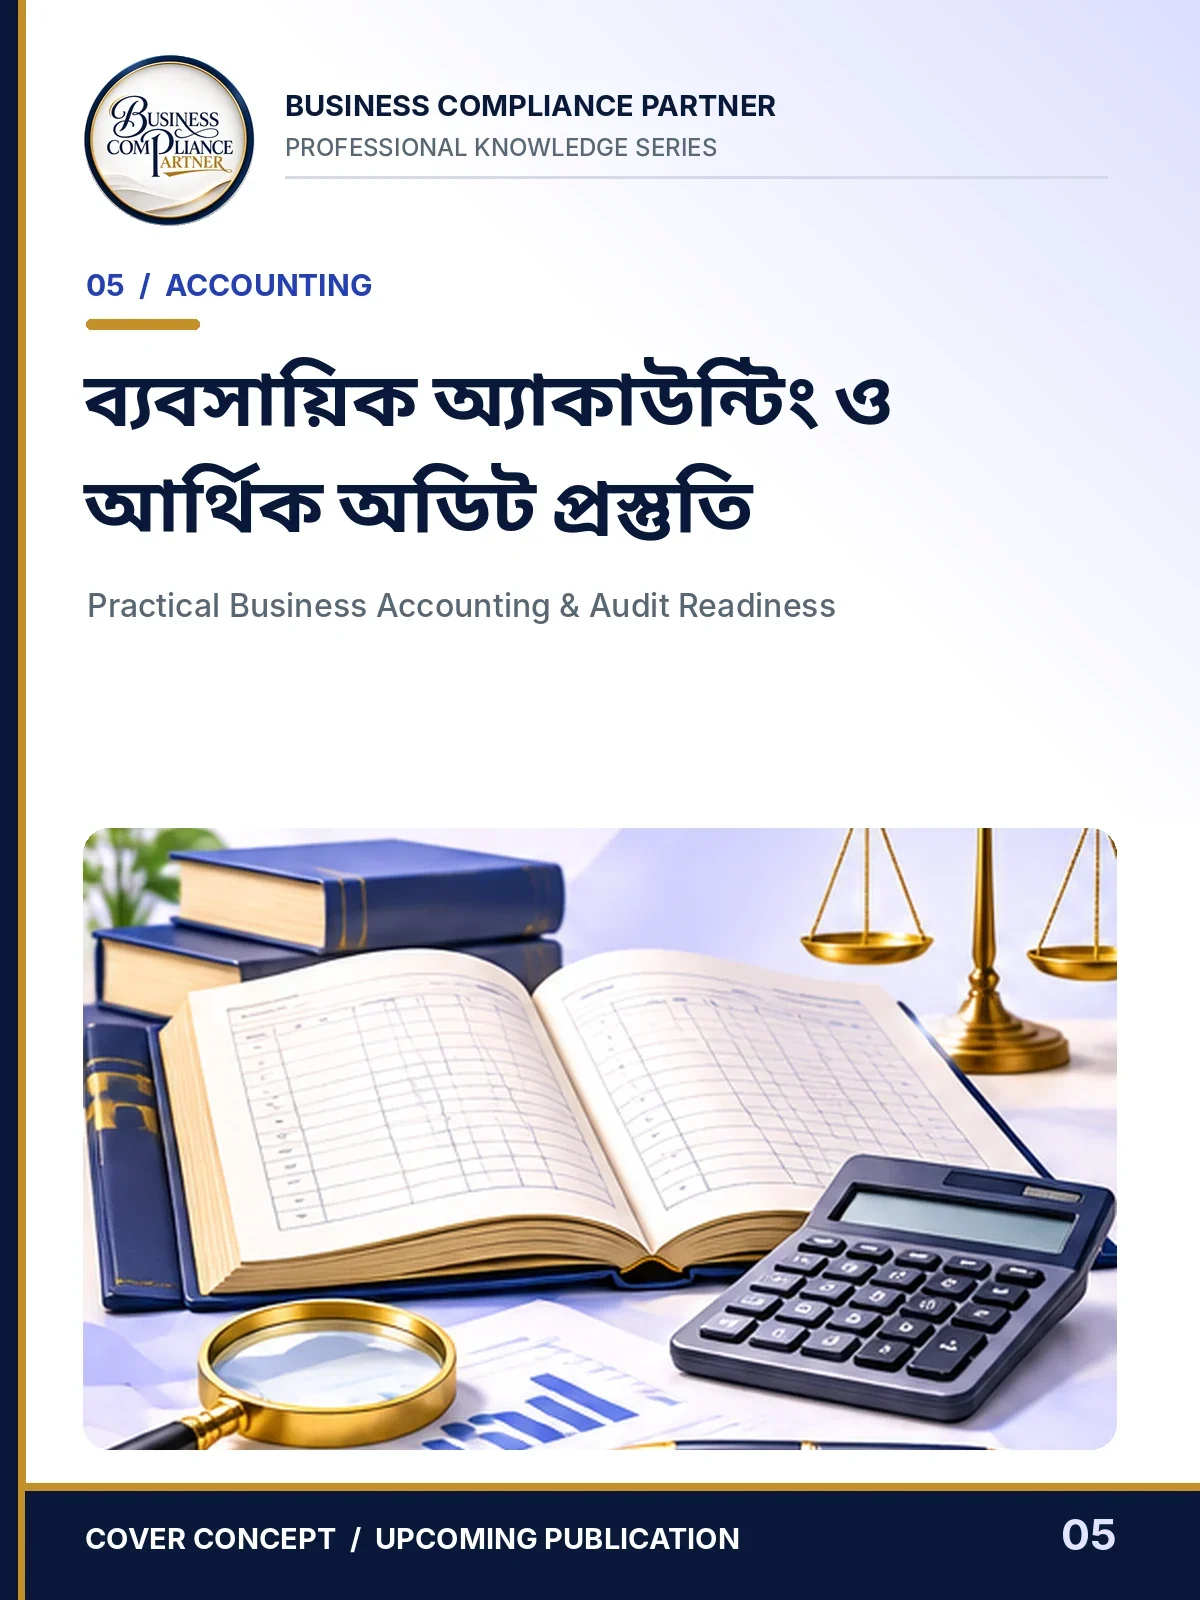 BUSINESS
COMPLIANCE
PARTNER
BUSINESS COMPLIANCE PARTNER
PROFESSIONAL KNOWLEDGE SERIES
05 / ACCOUNTING
ব্যবসায়িক অ্যাকাউন্টিং ও
আর্থিক অডিট প্রস্তুতি
Practical Business Accounting & Audit Readiness
COVER CONCEPT / UPCOMING PUBLICATION
05